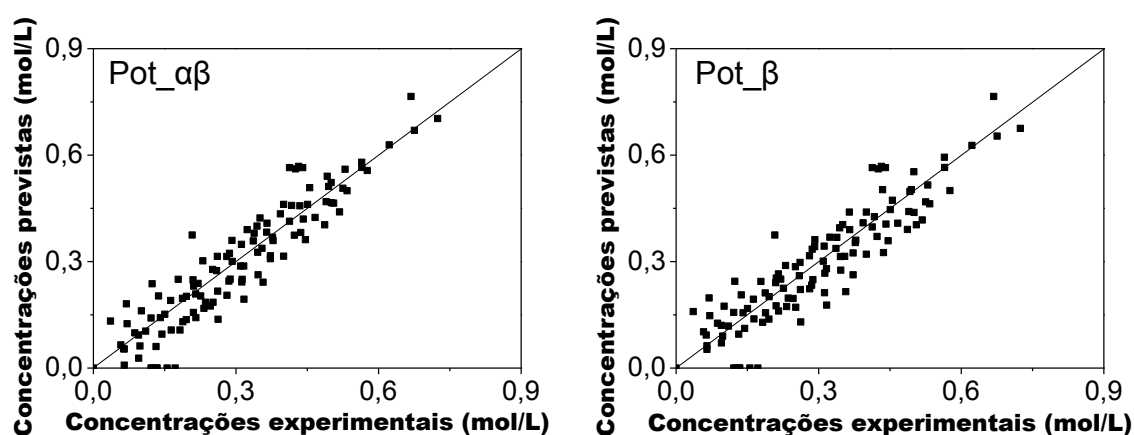 Concentrações previstas (mol/L)
0,9
0,6
0,3
0,0
Pot_αβ
0,0
0,3
0,6
0,9
Concentrações experimentais (mol/L)
Concentrações previstas (mol/L)
0,9
0,6
0,3
0,0
Pot_β
0,0
0,3
0,6
0,9
Concentrações experimentais (mol/L)